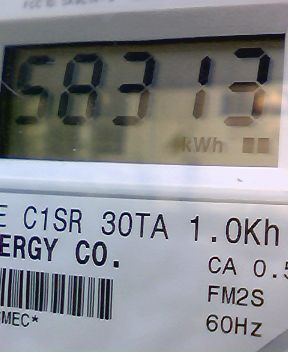 58313
kWh
E C1SR 30TA 1.0Kh
ERGY CO.
CA 0.5
FM2S
MEC*
60Hz